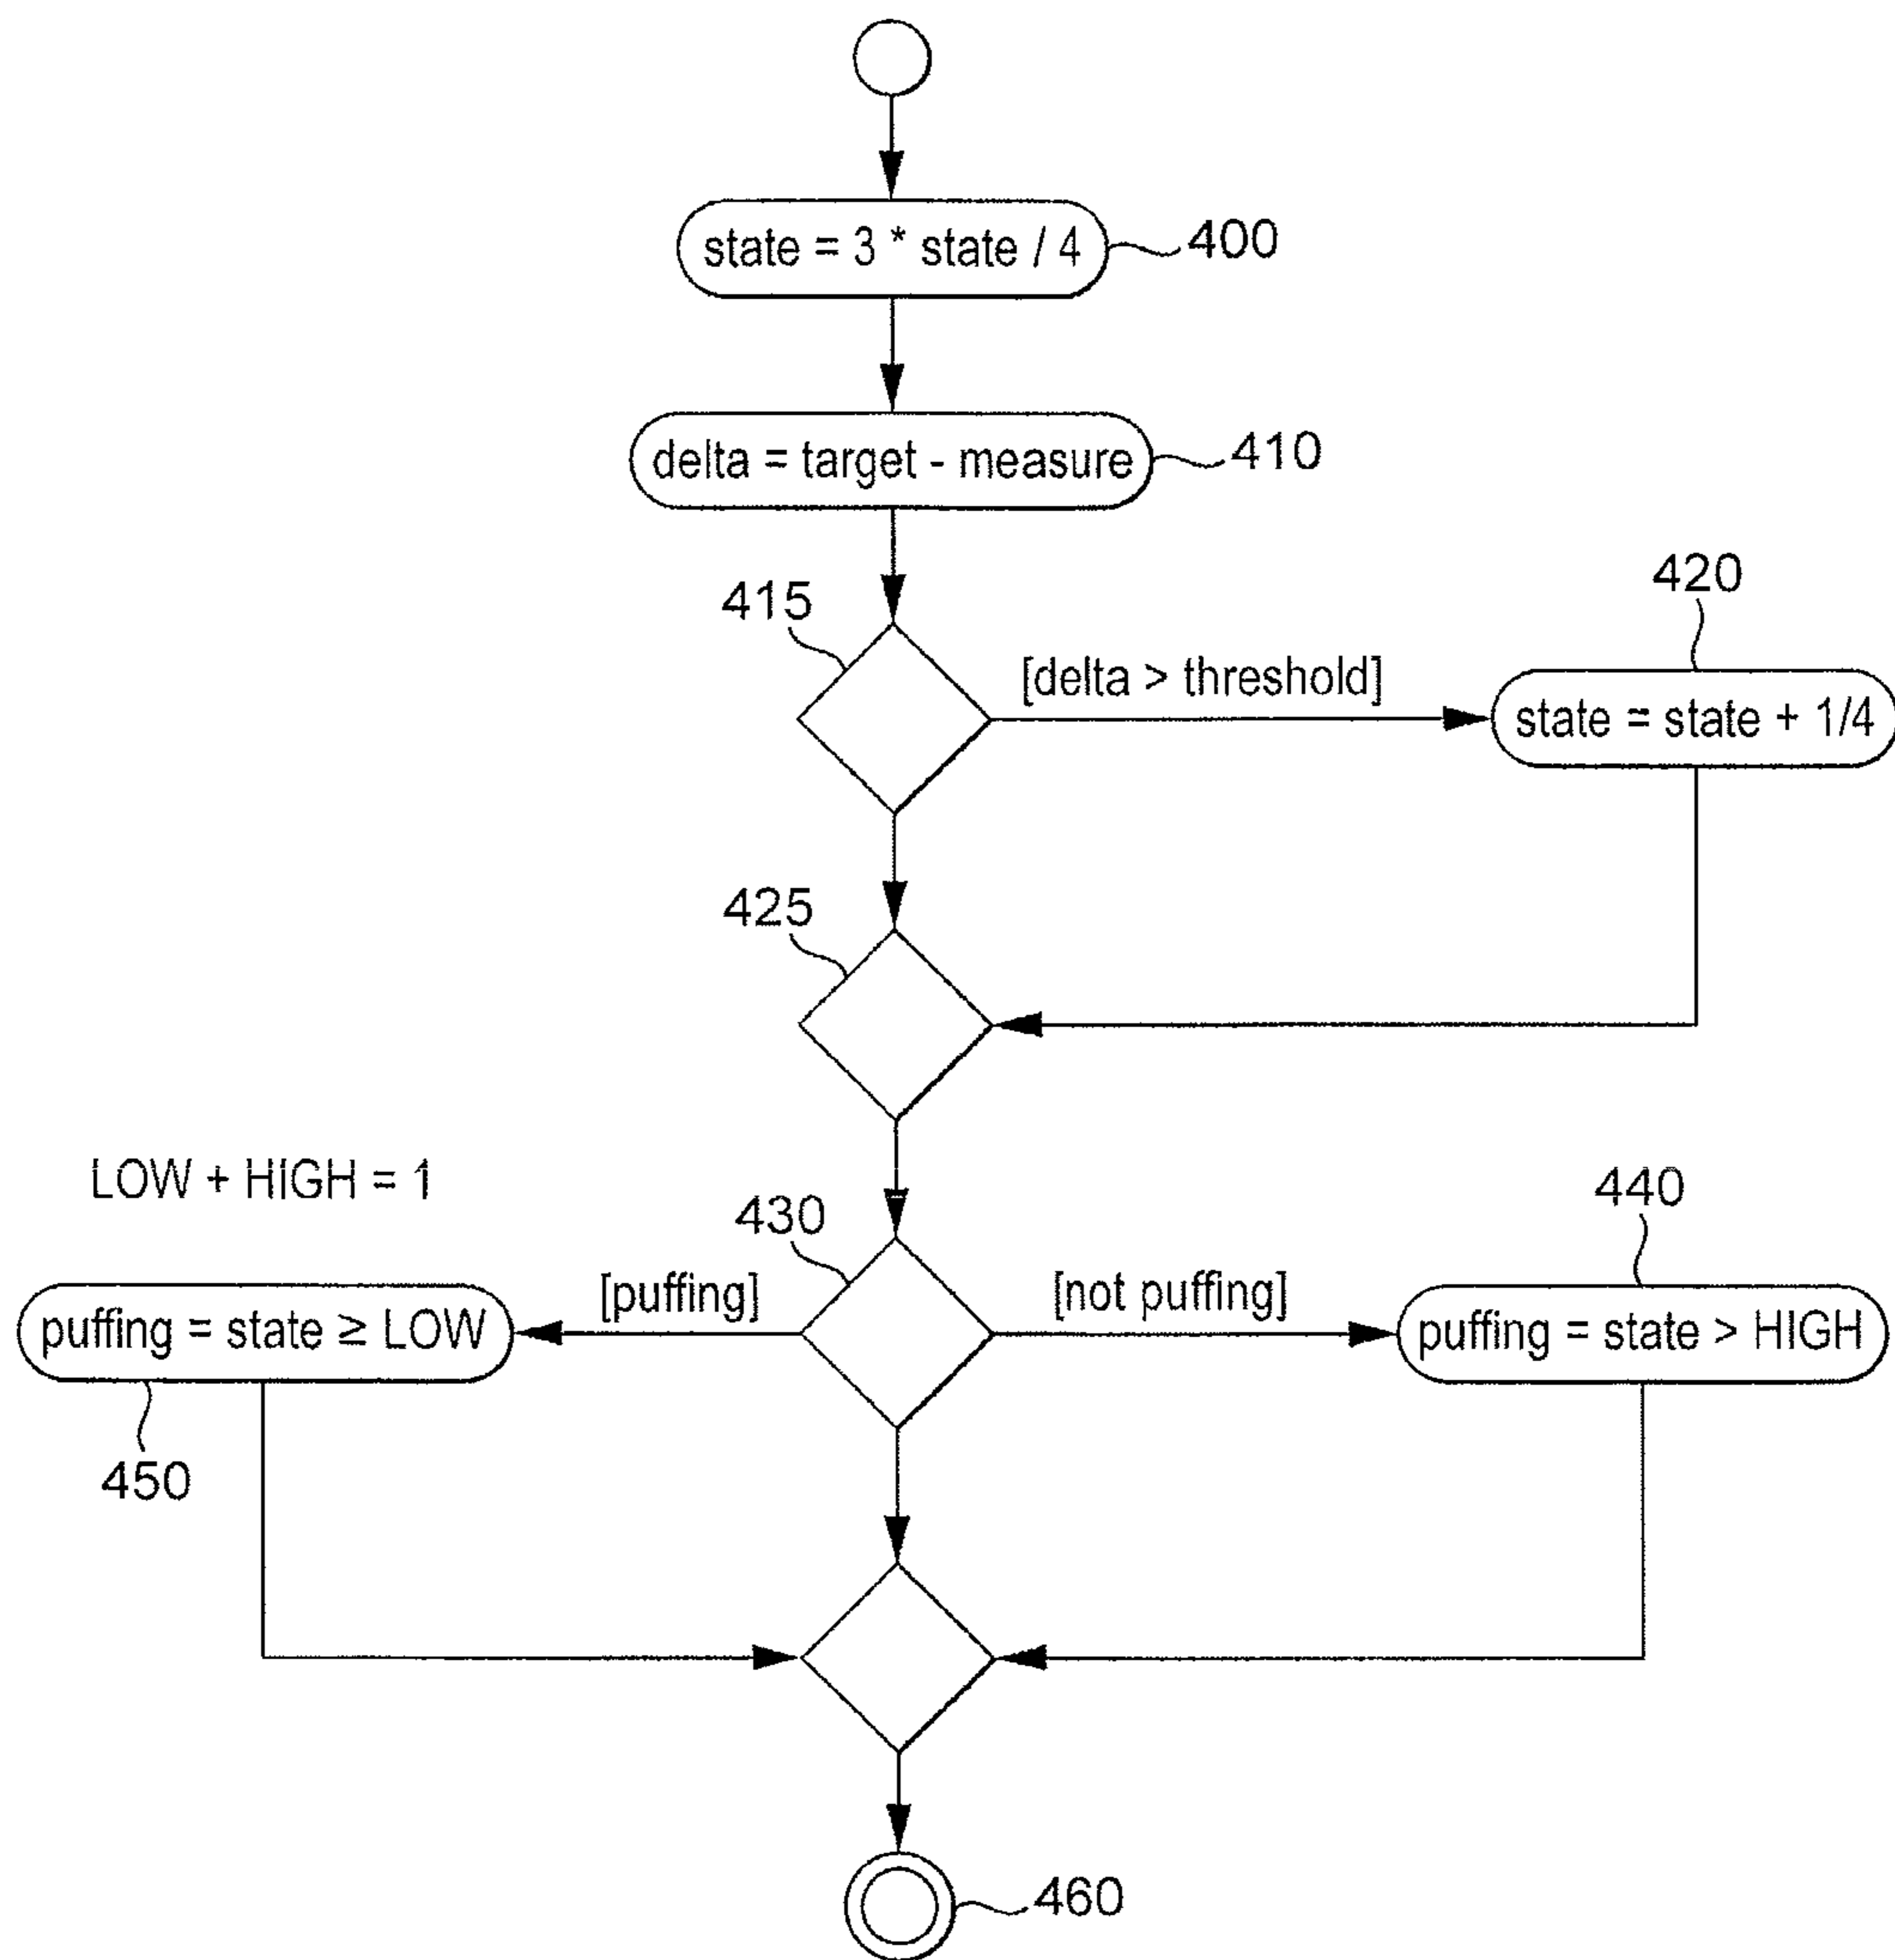 state = 3 * state / 4
400
delta = target - measure
410
415
[delta > threshold]
420
state = state + 1/4
425
LOW + HIGH = 1
430
440
[puffing]
[not puffing]
puffing = state ≥ LOW
puffing = state > HIGH
450
460